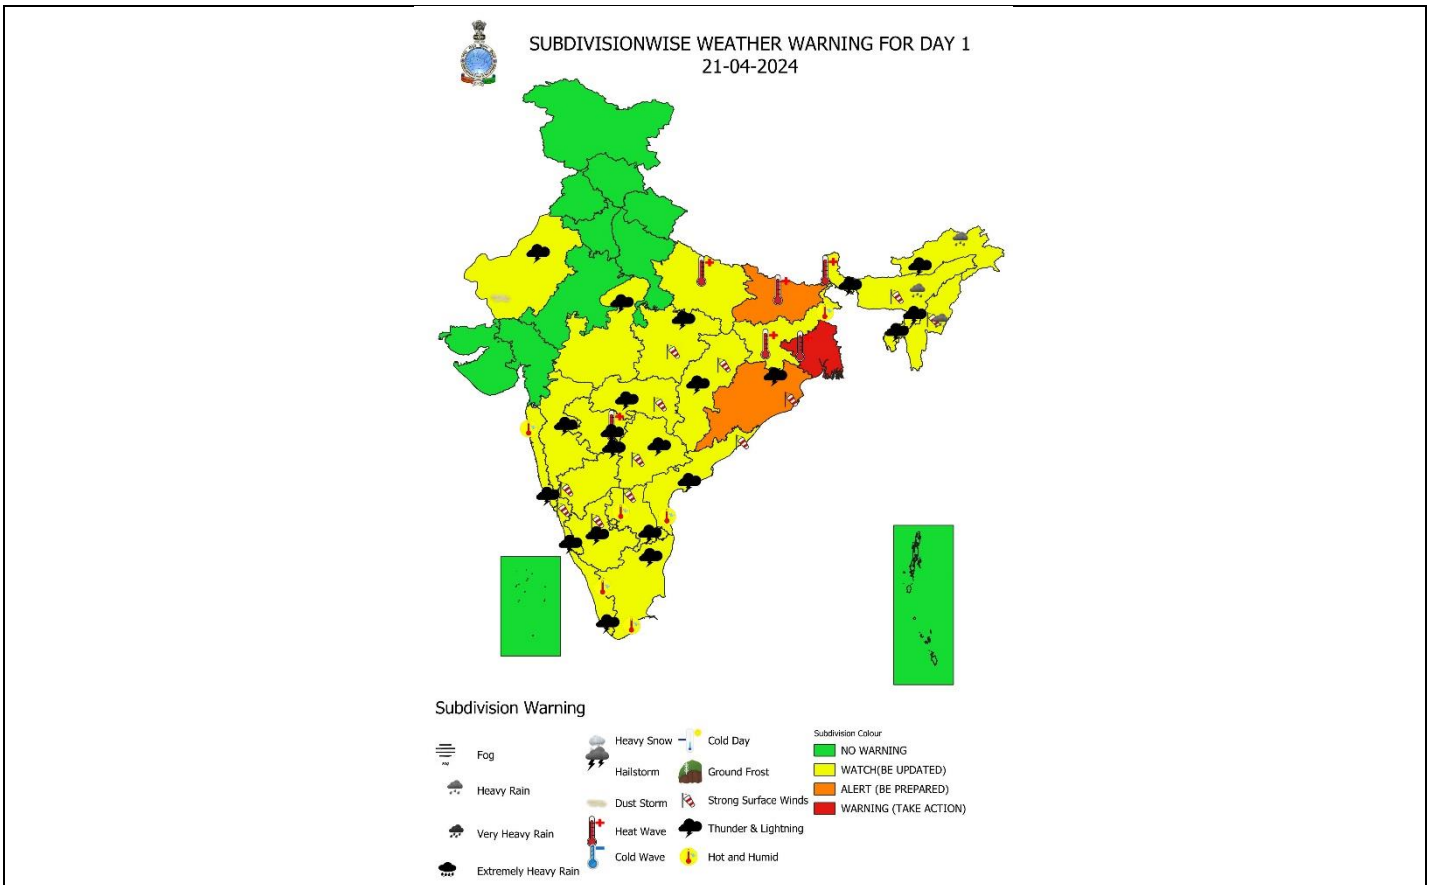 SUBDIVISIONWISE WEATHER WARNING FOR DAY 1
21-04-2024
Subdivision Warning
Fog
Heavy Rain
Very Heavy Rain
Extremely Heavy Rain
Heavy Snow
Hailstorm
Dust Storm
Heat Wave
Cold Wave
Cold Day
Ground Frost
Strong Surface Winds
Thunder & Lightning
Hot and Humid
Subdivision Colour
NO WARNING
WATCH(BE UPDATED)
ALERT (BE PREPARED)
WARNING (TAKE ACTION)